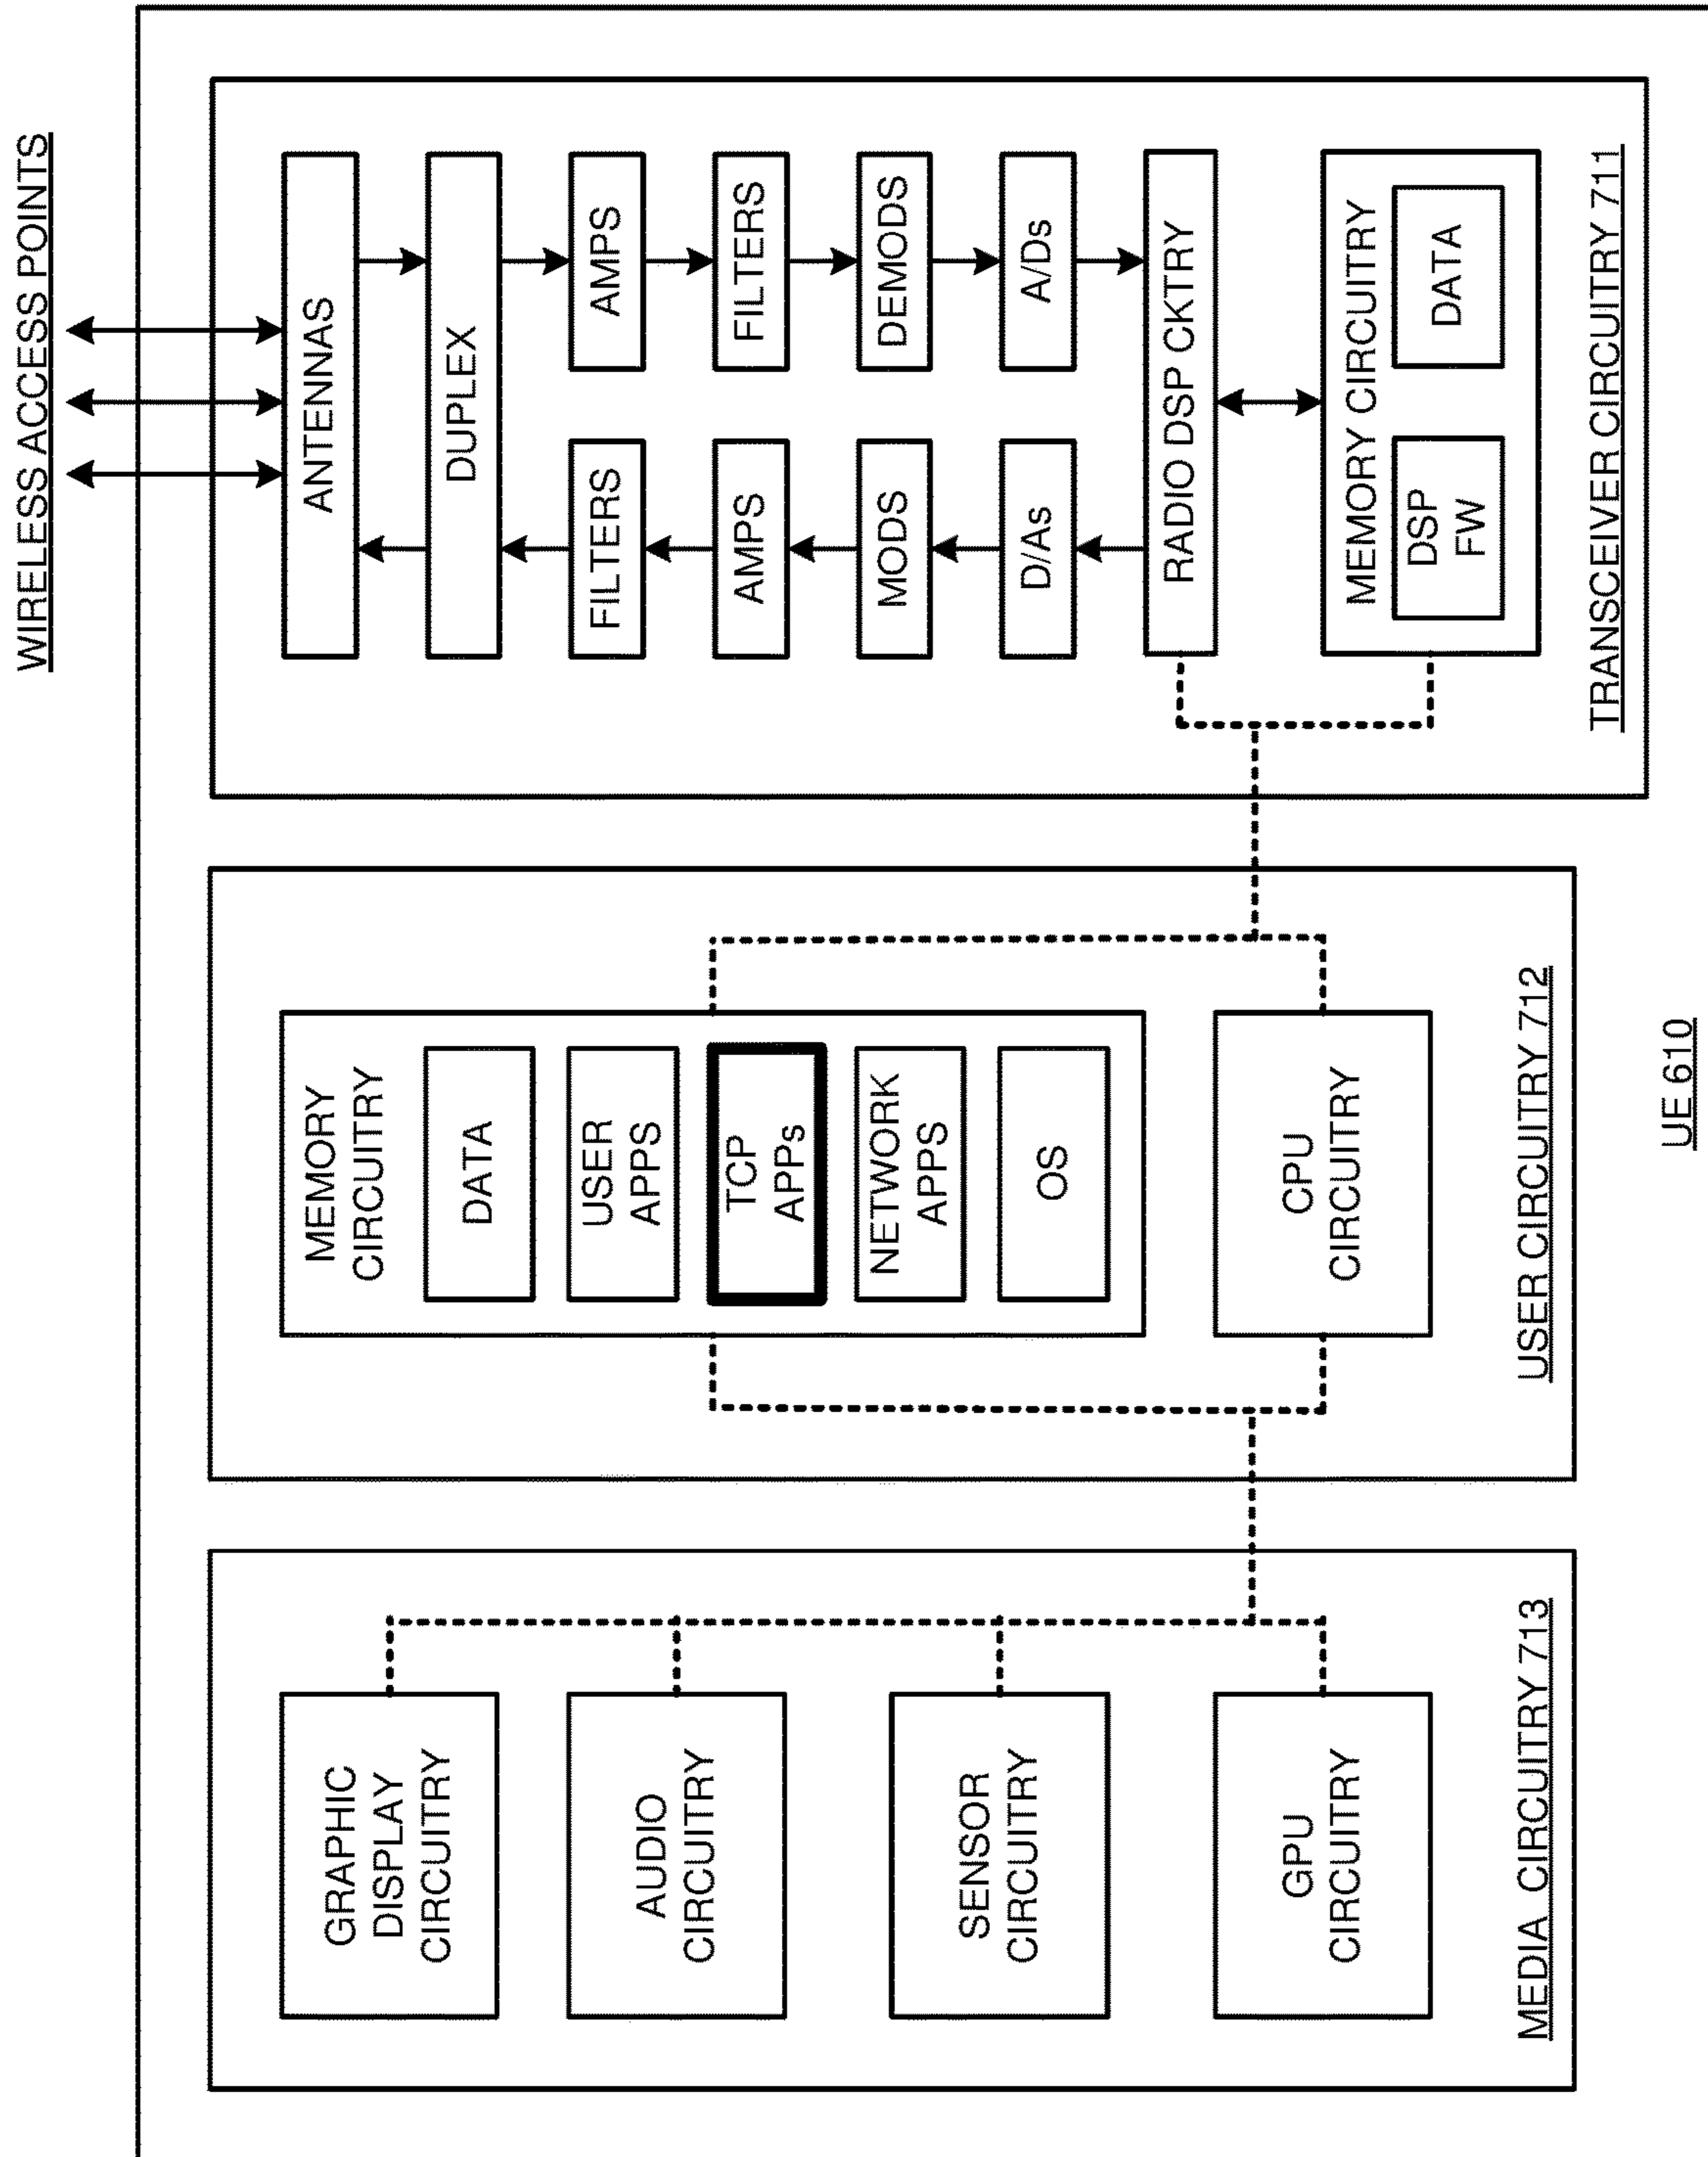 WIRELESS ACCESS POINTS
ANTENNAS
DUPLEX
FILTERS
AMPS
MODS
D/As
AMPS
FILTERS
DEMODS
A/Ds
RADIO DSP CKTRY
MEMORY CIRCUITRY
DSP
FW
DATA
TRANSCEIVER CIRCUITRY 711
MEMORY
CIRCUITRY
DATA
USER
APPS
TCP
APPs
NETWORK
APPS
OS
CPU
CIRCUITRY
USER CIRCUITRY 712
GRAPHIC
DISPLAY
CIRCUITRY
AUDIO
CIRCUITRY
SENSOR
CIRCUITRY
GPU
CIRCUITRY
MEDIA CIRCUITRY 713
UE 610